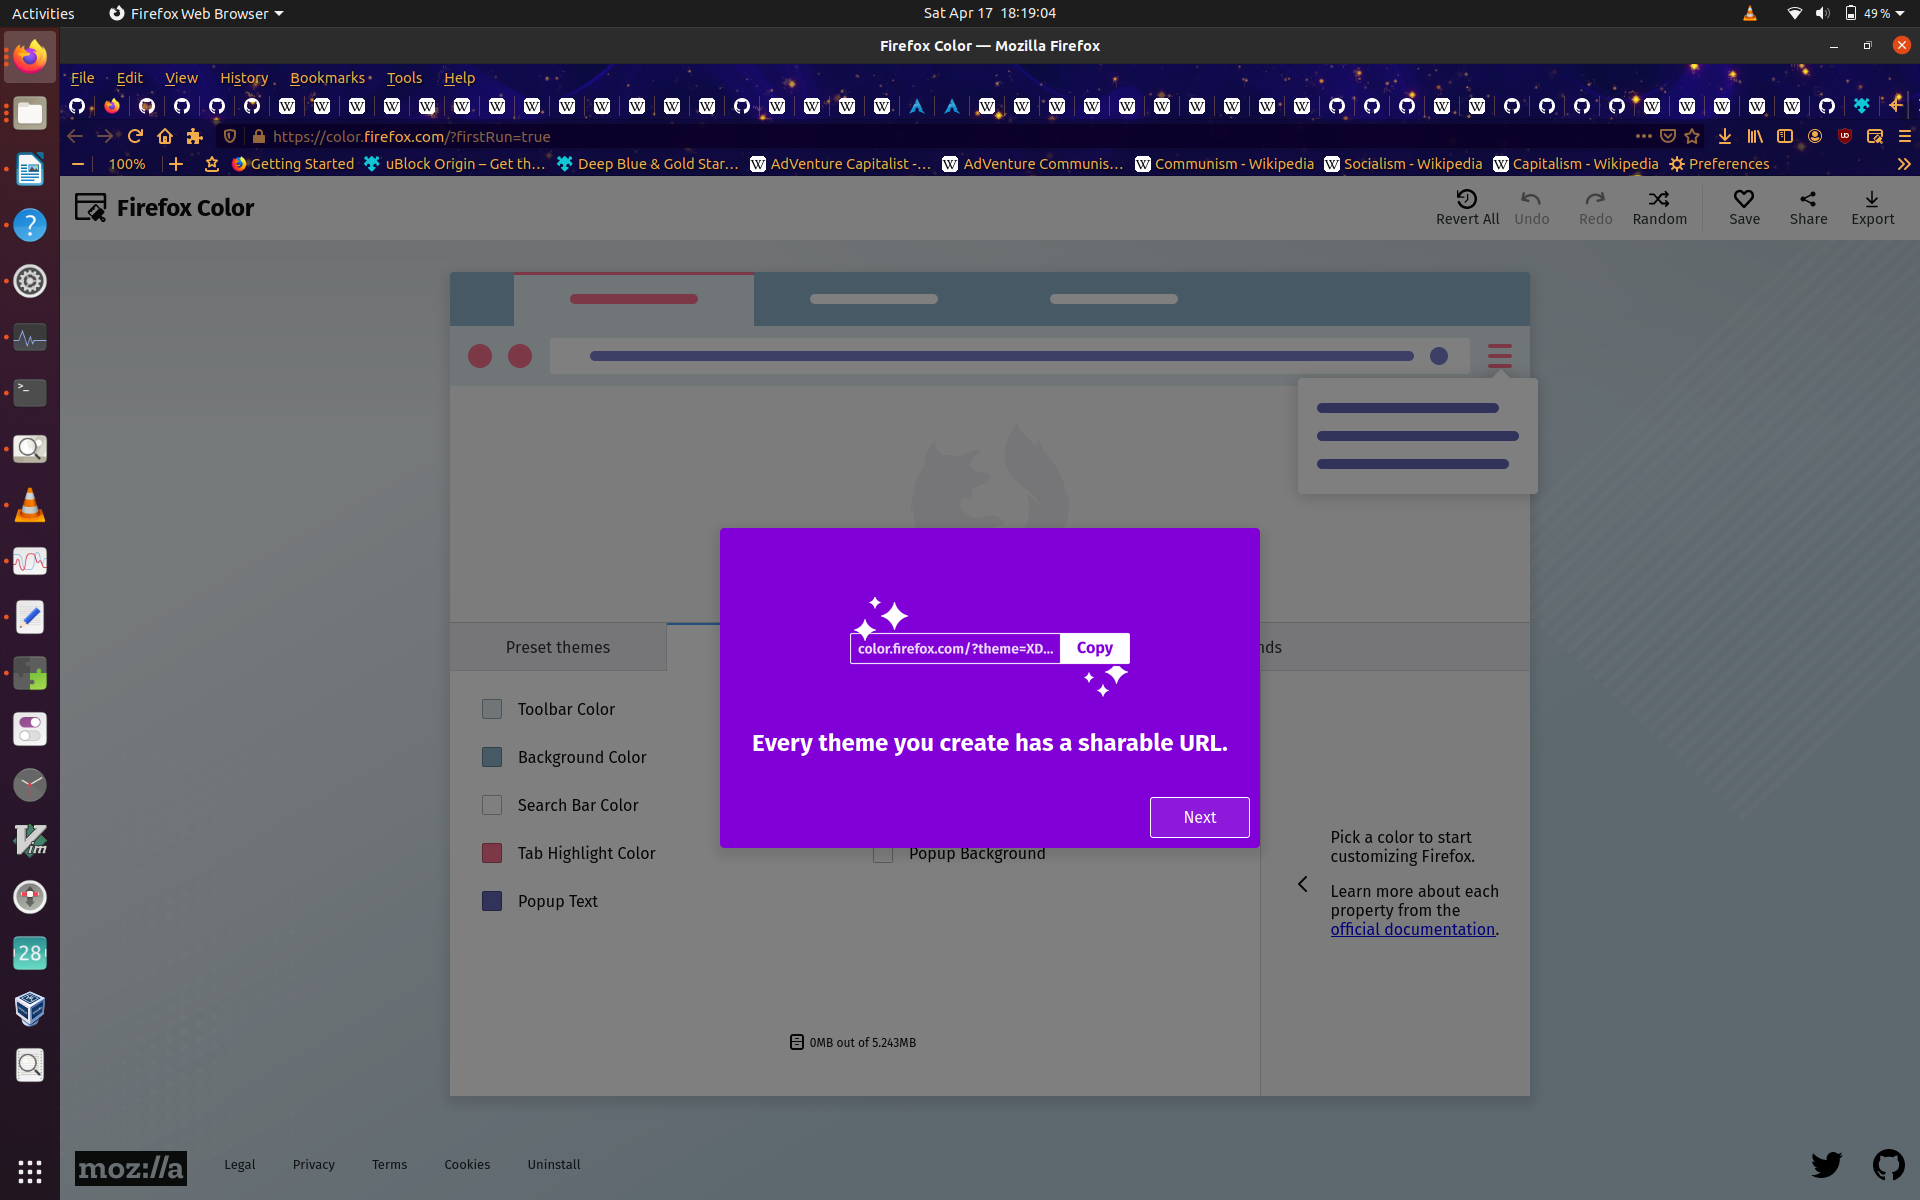 Activities
Firefox Web Browser
Sat Apr 17 18:19:04
49 %
Firefox Color — Mozilla Firefox
File Edit View History Bookmarks Tools Help
https://color.firefox.com/?firstRun=true
100%
Getting Started
uBlock Origin – Get th…
Deep Blue & Gold Star…
AdVenture Capitalist -…
AdVenture Communis…
Communism - Wikipedia
Socialism - Wikipedia
Capitalism - Wikipedia
Preferences
Firefox Color
Revert All
Undo
Redo
Random
Save
Share
Export
color.firefox.com/?theme=XD...
Copy
Every theme you create has a sharable URL.
Next
Preset themes
nds
Toolbar Color
Background Color
Search Bar Color
Tab Highlight Color
Popup Background
Popup Text
Pick a color to start
customizing Firefox.
Learn more about each
property from the
official documentation.
0MB out of 5.243MB
28
moz://a
Legal
Privacy
Terms
Cookies
Uninstall